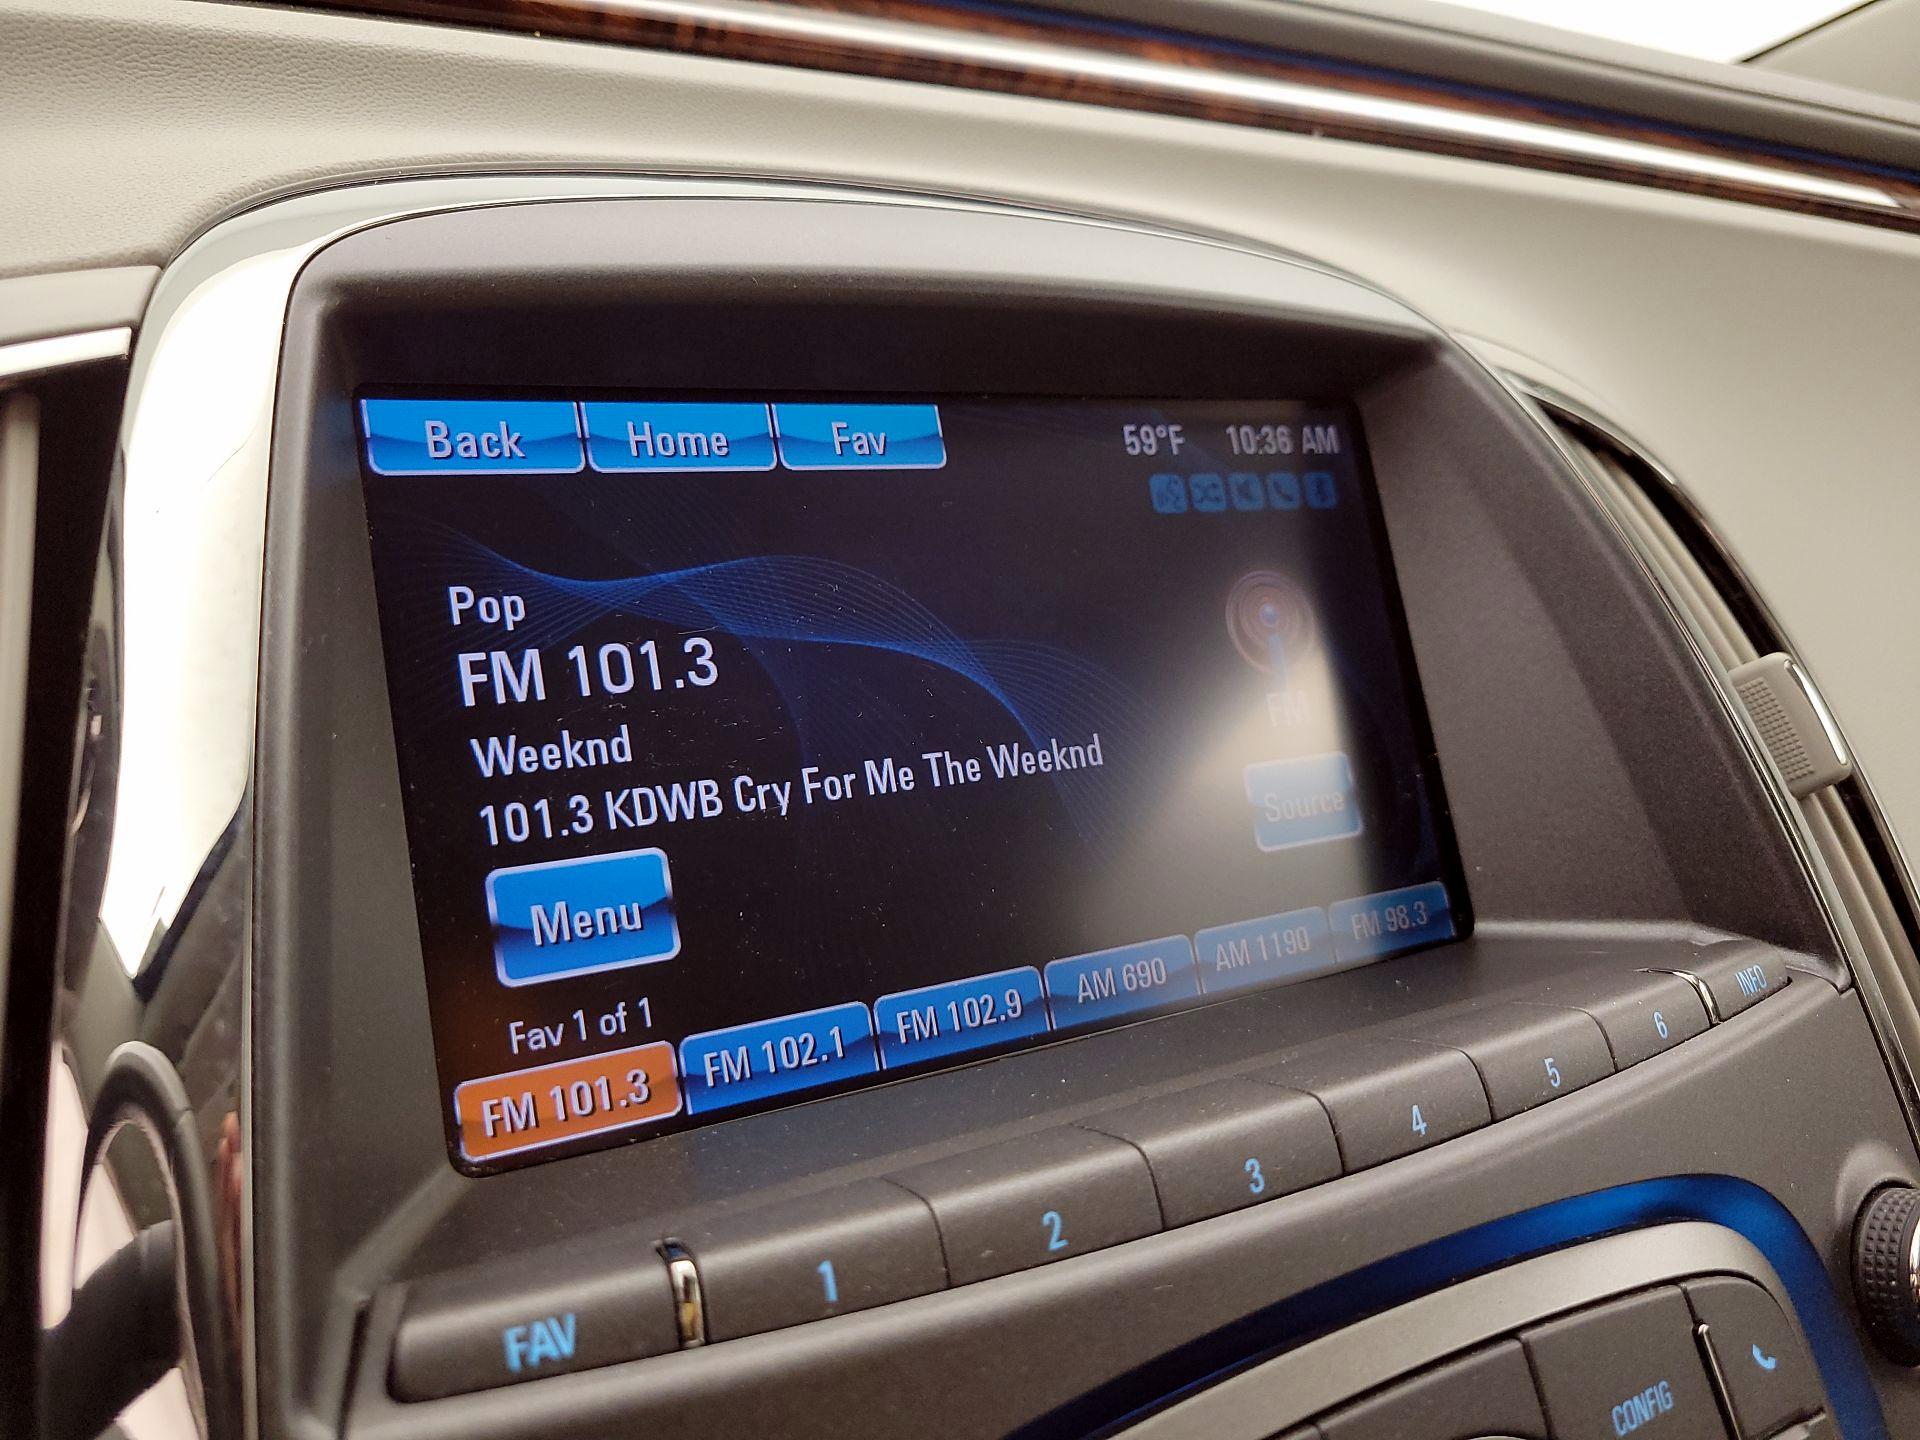 Back Home Fav 59°F 10:36 AM
Pop
FM 101.3
Weeknd
101.3 KDWB Cry For Me The Weeknd
FM
Source
Menu
Fav 1 of 1
FM 101.3 FM 102.1 FM 102.9 AM 690 AM 1190 FM 98.3
FAV 1 2 3 4 5 6 INFO
CONFIG